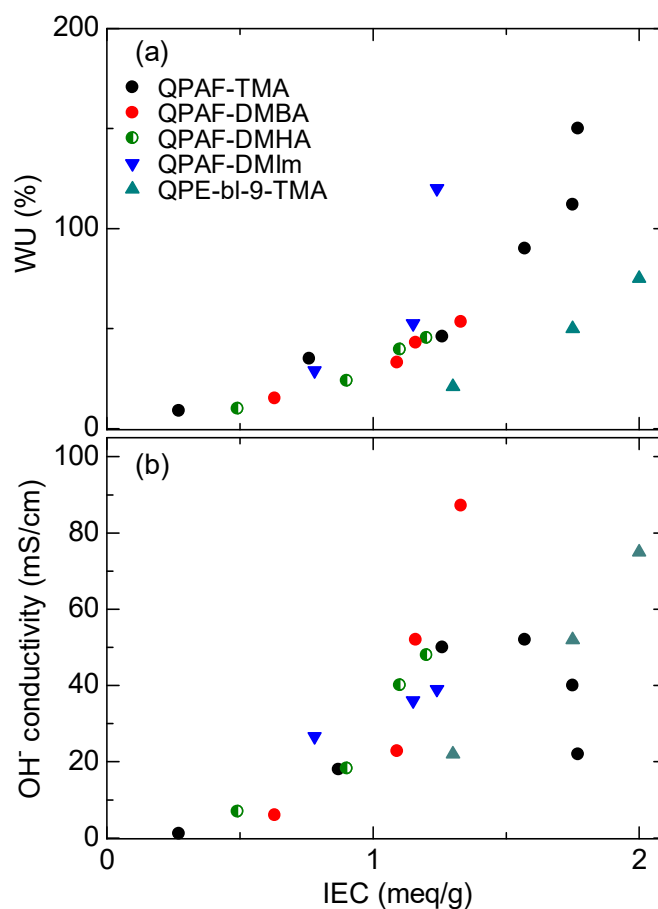 200
(a)
QPAF-TMA
QPAF-DMBA
QPAF-DMHA
QPAF-DMIm
QPE-bl-9-TMA
100
WU (%)
0
100
(b)
80
60
40
20
0
OH⁻ conductivity (mS/cm)
0
1
2
IEC (meq/g)